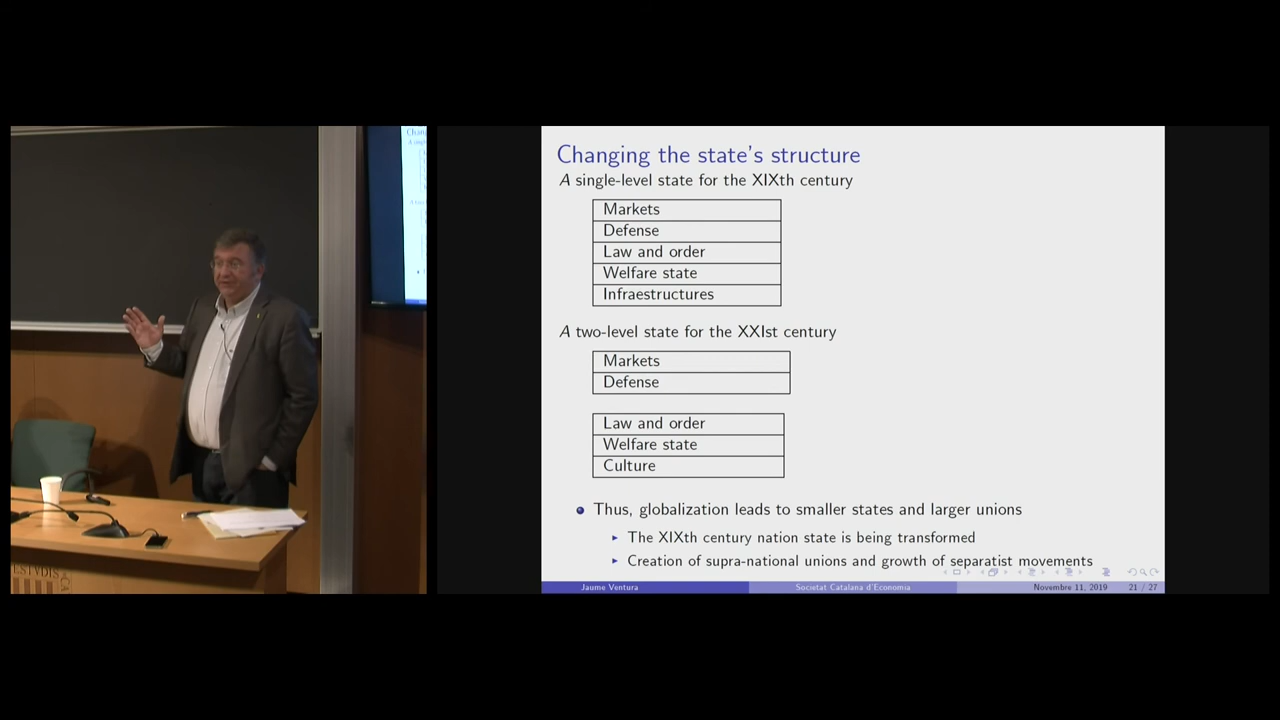 Changing the state's structure
A single-level state for the XIXth century
Markets
Defense
Law and order
Welfare state
Infraestructures
A two-level state for the XXIst century
Markets
Defense
Law and order
Welfare state
Culture
Thus, globalization leads to smaller states and larger unions
The XIXth century nation state is being transformed
Creation of supra-national unions and growth of separatist movements
Jaume Ventura
Societat Catalana d'Economia
Novembre 11, 2019
21 / 27